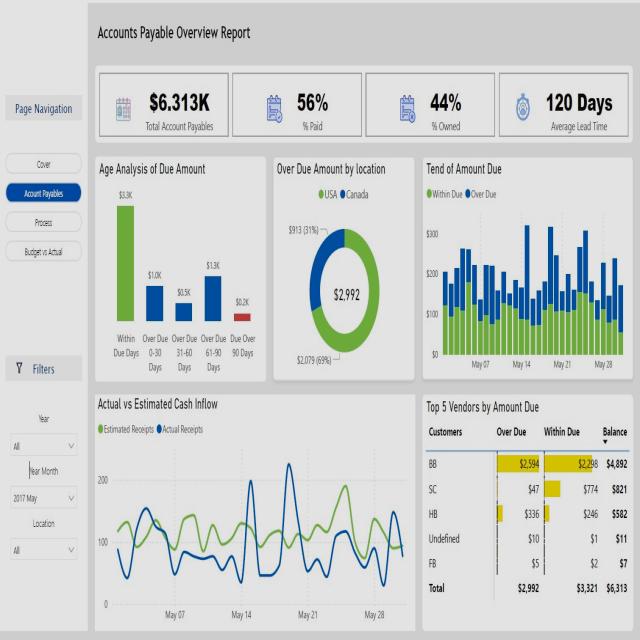 Accounts Payable Overview Report
Page Navigation
Cover
Acount Payables
Process
Budget vs Actual
Filters
Year
All
Year Month
2017 May
Location
All
$6.313K
Total Account Payables
56%
% Paid
44%
% Owned
120 Days
Average Lead Time
Age Analysis of Due Amount
$3.3K
$1.0K
$0.5K
$1.3K
$0.2K
Within Due Days
Over Due 0-30 Days
Over Due 31-60 Days
Over Due 61-90 Days
Due Over 90 Days
Over Due Amount by location
USA Canada
$913 (31%)
$2,992
$2,079 (69%)
Tend of Amount Due
Within Due Over Due
$300
$200
$100
$0
May 07 May 14 May 21 May 28
Actual vs Estimated Cash Inflow
Estimated Receipts Actual Receipts
200
100
0
May 07 May 14 May 21 May 28
Top 5 Vendors by Amount Due
Customers Over Due Within Due Balance
BB $2,594 $2,298 $4,892
SC $47 $774 $821
HB $336 $246 $582
Undefined $10 $1 $11
FB $5 $2 $7
Total $2,992 $3,321 $6,313